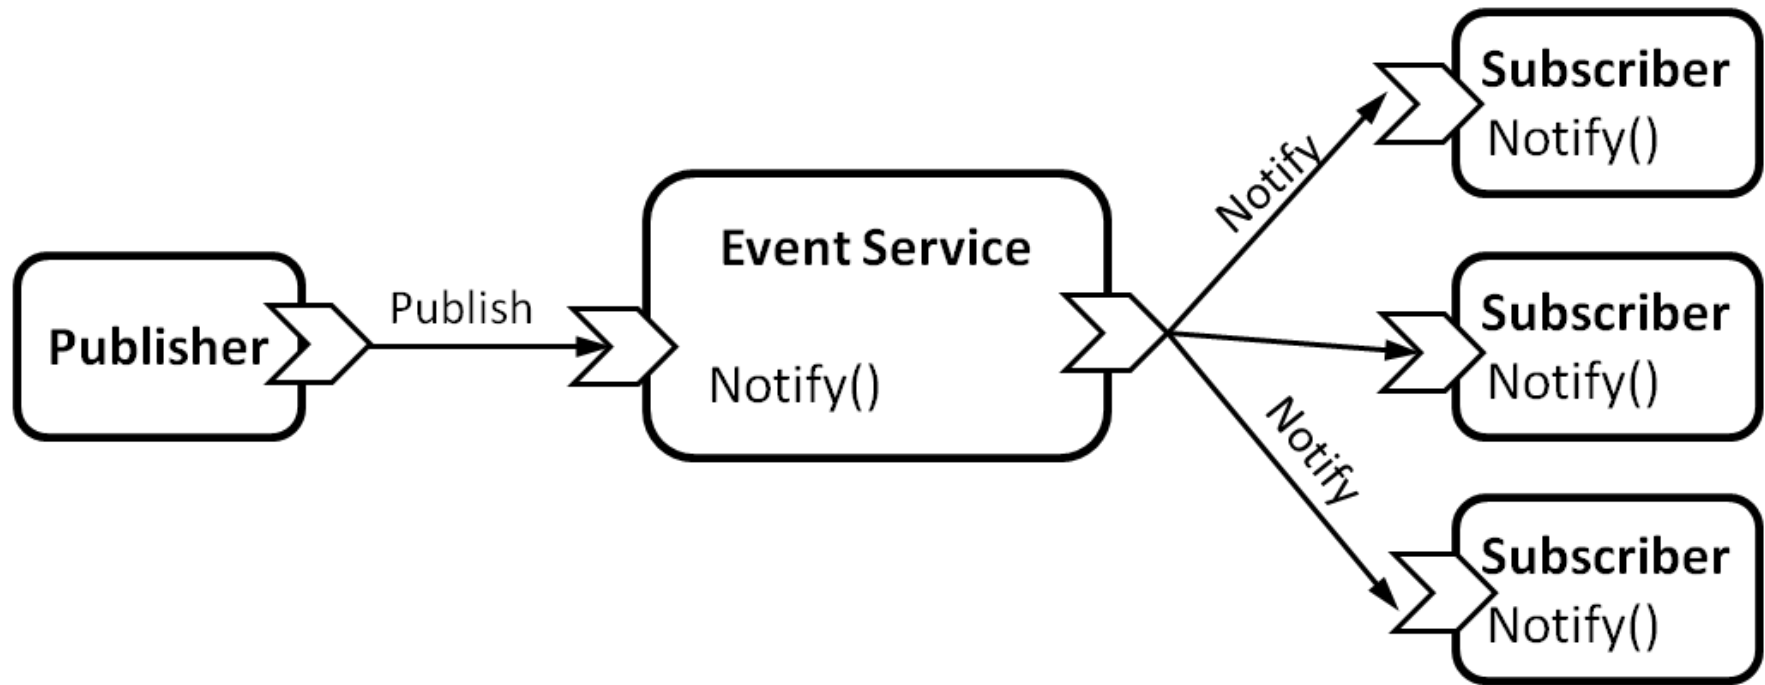 Publisher
Publish
Event Service
Notify()
Notify
Notify
Subscriber
Notify()
Subscriber
Notify()
Subscriber
Notify()